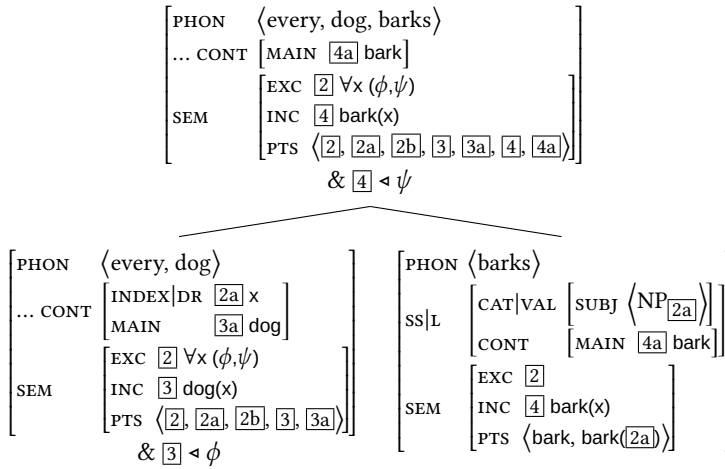 PHON ⟨every, dog, barks⟩
... CONT [MAIN 4a bark]
EXC 2 ∀x (ϕ,ψ)
SEM INC 4 bark(x)
PTS ⟨2, 2a, 2b, 3, 3a, 4, 4a⟩
& 4 ◂ ψ
PHON ⟨every, dog⟩
... CONT INDEX|DR 2a x
MAIN 3a dog
EXC 2 ∀x (ϕ,ψ)
SEM INC 3 dog(x)
PTS ⟨2, 2a, 2b, 3, 3a⟩
& 3 ◂ ϕ
PHON ⟨barks⟩
SS|L CAT|VAL [SUBJ ⟨NP 2a⟩]
CONT [MAIN 4a bark]
EXC 2
SEM INC 4 bark(x)
PTS ⟨bark, bark(2a)⟩